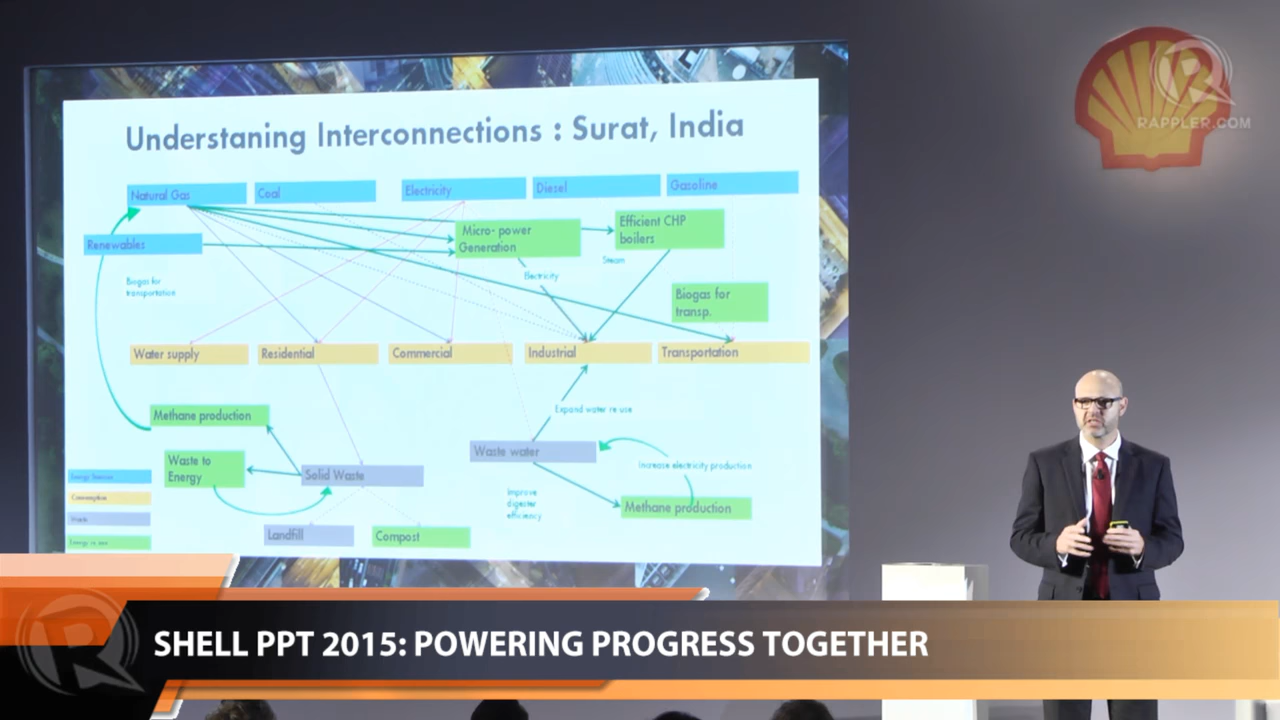 RAPPLER.COM
Understaning Interconnections : Surat, India
Natural Gas
Coal
Electricity
Diesel
Gasoline
Renewables
Micro- power
Generation
Efficient CHP
boilers
Steam
Electricity
Biogas for
transportation
Biogas for
transp.
Water supply
Residential
Commercial
Industrial
Transportation
Methane production
Expand water re use
Waste to
Energy
Solid Waste
Waste water
Increase electricity production
Improve
digester
efficiency
Methane production
Landfill
Compost
Consumption
Waste
SHELL PPT 2015: POWERING PROGRESS TOGETHER